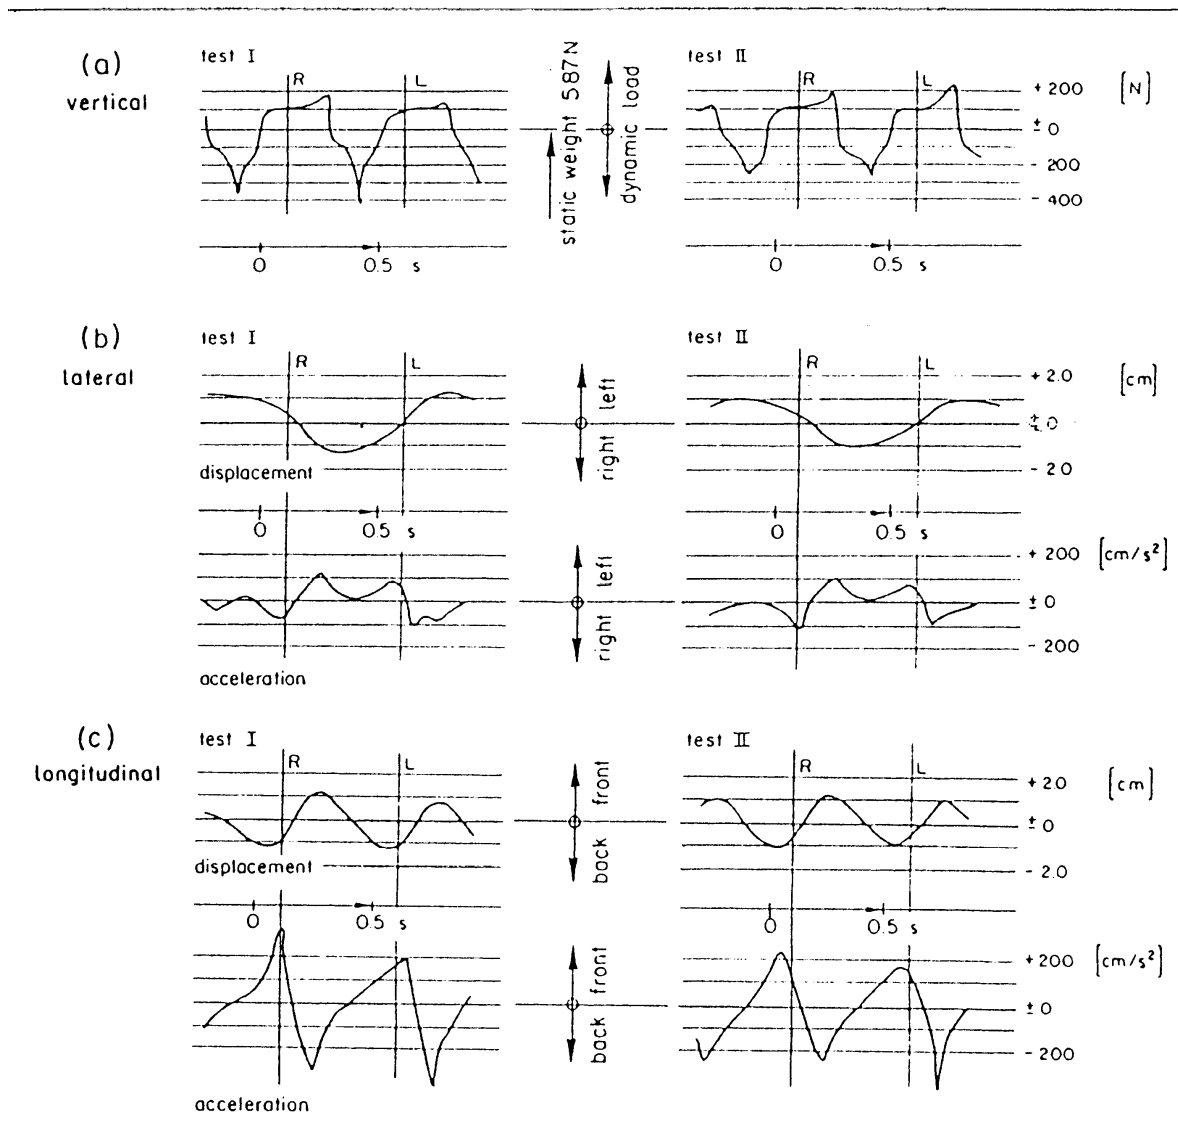 (a)
vertical
test I
R
L
static weight 587N
dynamic load
test II
R
L
+ 200 [N]
± 0
- 200
- 400
0 0.5 s
0 0.5 s
(b)
lateral
test I
R
L
right left
test II
R
L
+ 2.0 [cm]
± 0
- 2.0
displacement
0 0.5 s
0 0.5 s
right left
+ 200 [cm/s²]
± 0
- 200
acceleration
(c)
longitudinal
test I
R
L
back front
test II
R
L
+ 2.0 [cm]
± 0
- 2.0
displacement
0 0.5 s
0 0.5 s
back front
+ 200 [cm/s²]
± 0
- 200
acceleration